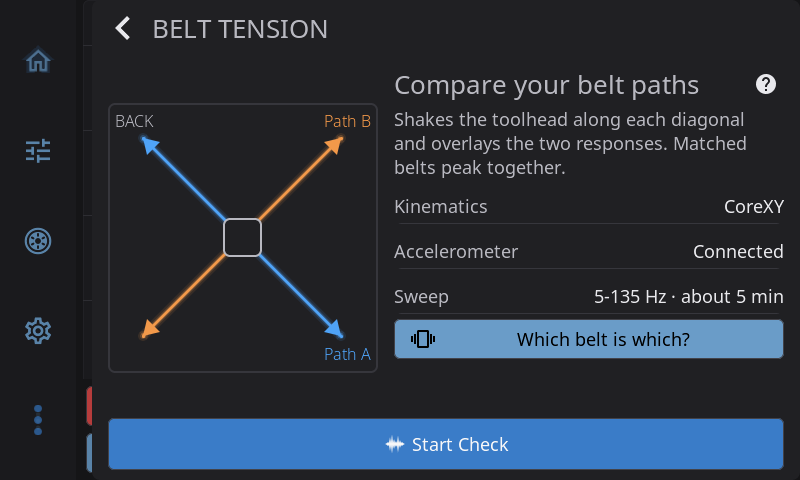 BELT TENSION
Compare your belt paths
Shakes the toolhead along each diagonal
and overlays the two responses. Matched
belts peak together.
BACK
Path B
Path A
Kinematics CoreXY
Accelerometer Connected
Sweep 5-135 Hz · about 5 min
Which belt is which?
Start Check